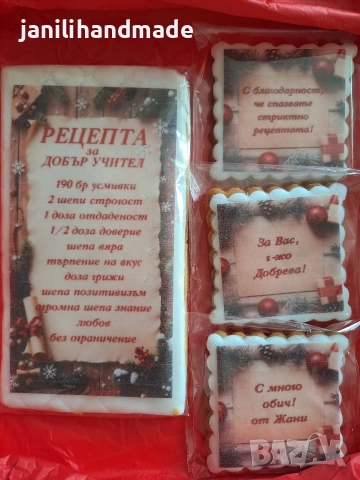 janilihandmade
РЕЦЕПТА
за
ДОБЪР УЧИТЕЛ
190 бр усмивки
2 шепи строгост
1 доза отдаденост
1/2 доза доверие
шепа вяра
търпение на вкус
доза грижи
шепа позитивизъм
огромна шепа знание
любов
без ограничение
С благодарност,
че спазвате
стриктно
рецептата!
За Вас,
г-жо
Добрева!
С много
обич!
от Жани
BAZAR